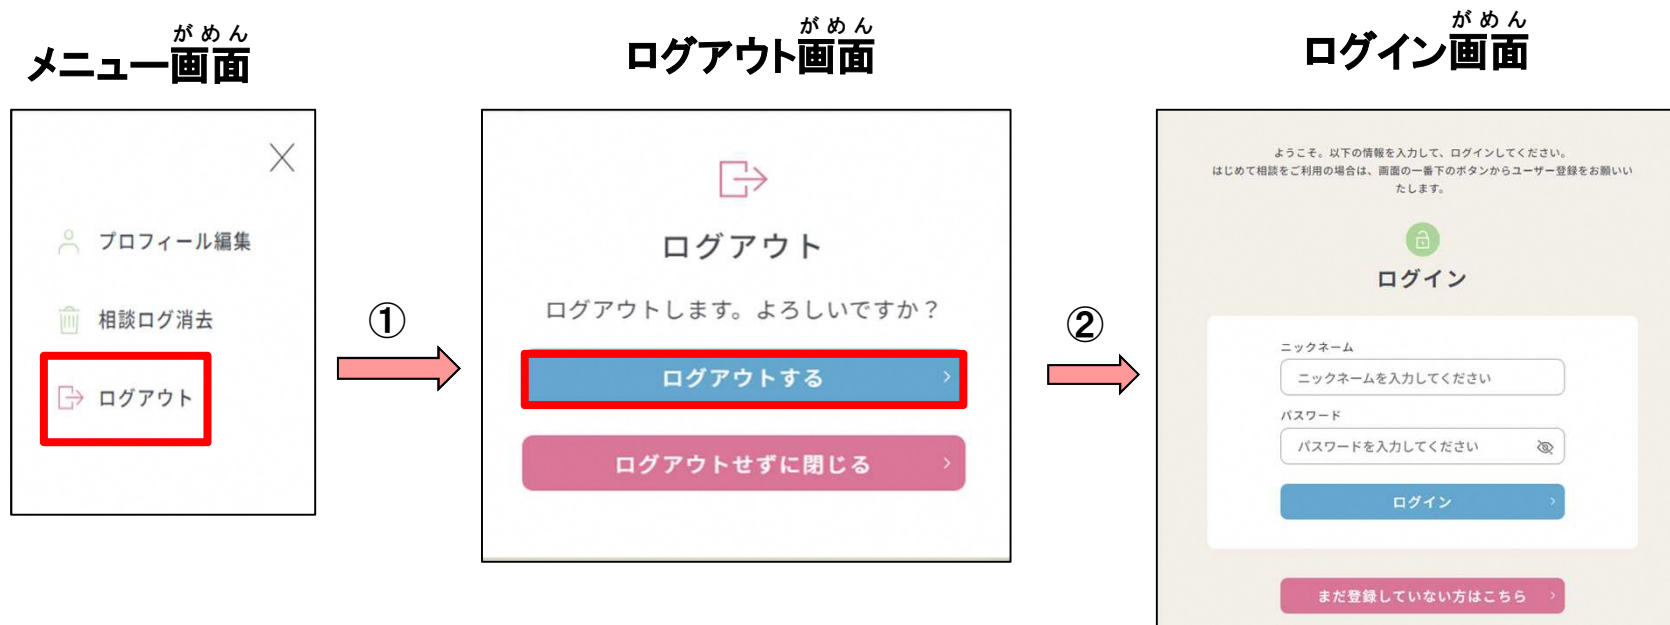 がめん
メニュー画面
プロフィール編集
相談ログ消去
ログアウト
①
がめん
ログアウト画面
ログアウト
ログアウトします。よろしいですか？
ログアウトする
ログアウトせずに閉じる
②
がめん
ログイン画面
ようこそ。以下の情報を入力して、ログインしてください。
はじめて相談をご利用の場合は、画面の一番下のボタンからユーザー登録をお願いい
たします。
ログイン
ニックネーム
ニックネームを入力してください
パスワード
パスワードを入力してください
ログイン
まだ登録していない方はこちら